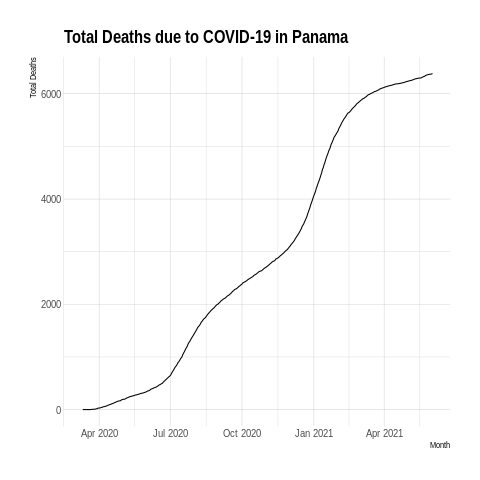 Total Deaths due to COVID-19 in Panama
Total Deaths
6000
4000
2000
0
Apr 2020 Jul 2020 Oct 2020 Jan 2021 Apr 2021
Month